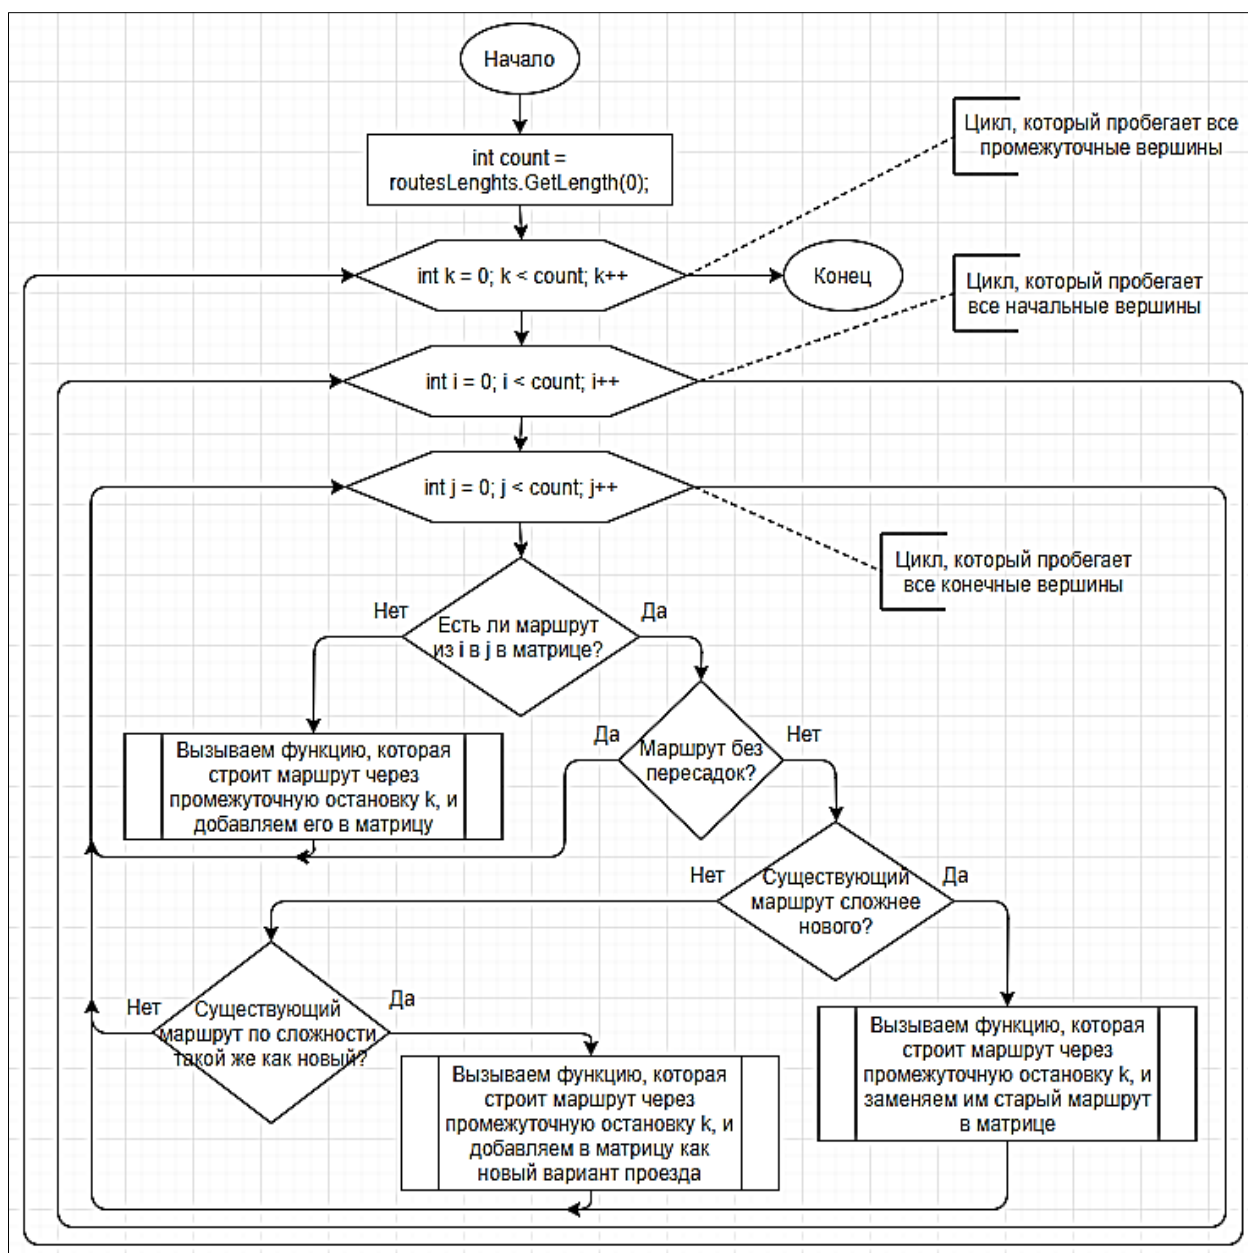 Начало
Цикл, который пробегает все
промежуточные вершины
int count =
routesLenghts.GetLength(0);
int k = 0; k < count; k++
Конец
Цикл, который пробегает
все начальные вершины
int i = 0; i < count; i++
int j = 0; j < count; j++
Цикл, который пробегает
все конечные вершины
Нет
Да
Есть ли маршрут
из i в j в матрице?
Вызываем функцию, которая
строит маршрут через
промежуточную остановку k, и
добавляем его в матрицу
Да
Нет
Маршрут без
пересадок?
Нет
Да
Существующий
маршрут сложнее
нового?
Нет
Да
Существующий
маршрут по сложности
такой же как новый?
Вызываем функцию, которая
строит маршрут через
промежуточную остановку k, и
добавляем в матрицу как
новый вариант проезда
Вызываем функцию, которая
строит маршрут через
промежуточную остановку k, и
заменяем им старый маршрут
в матрице